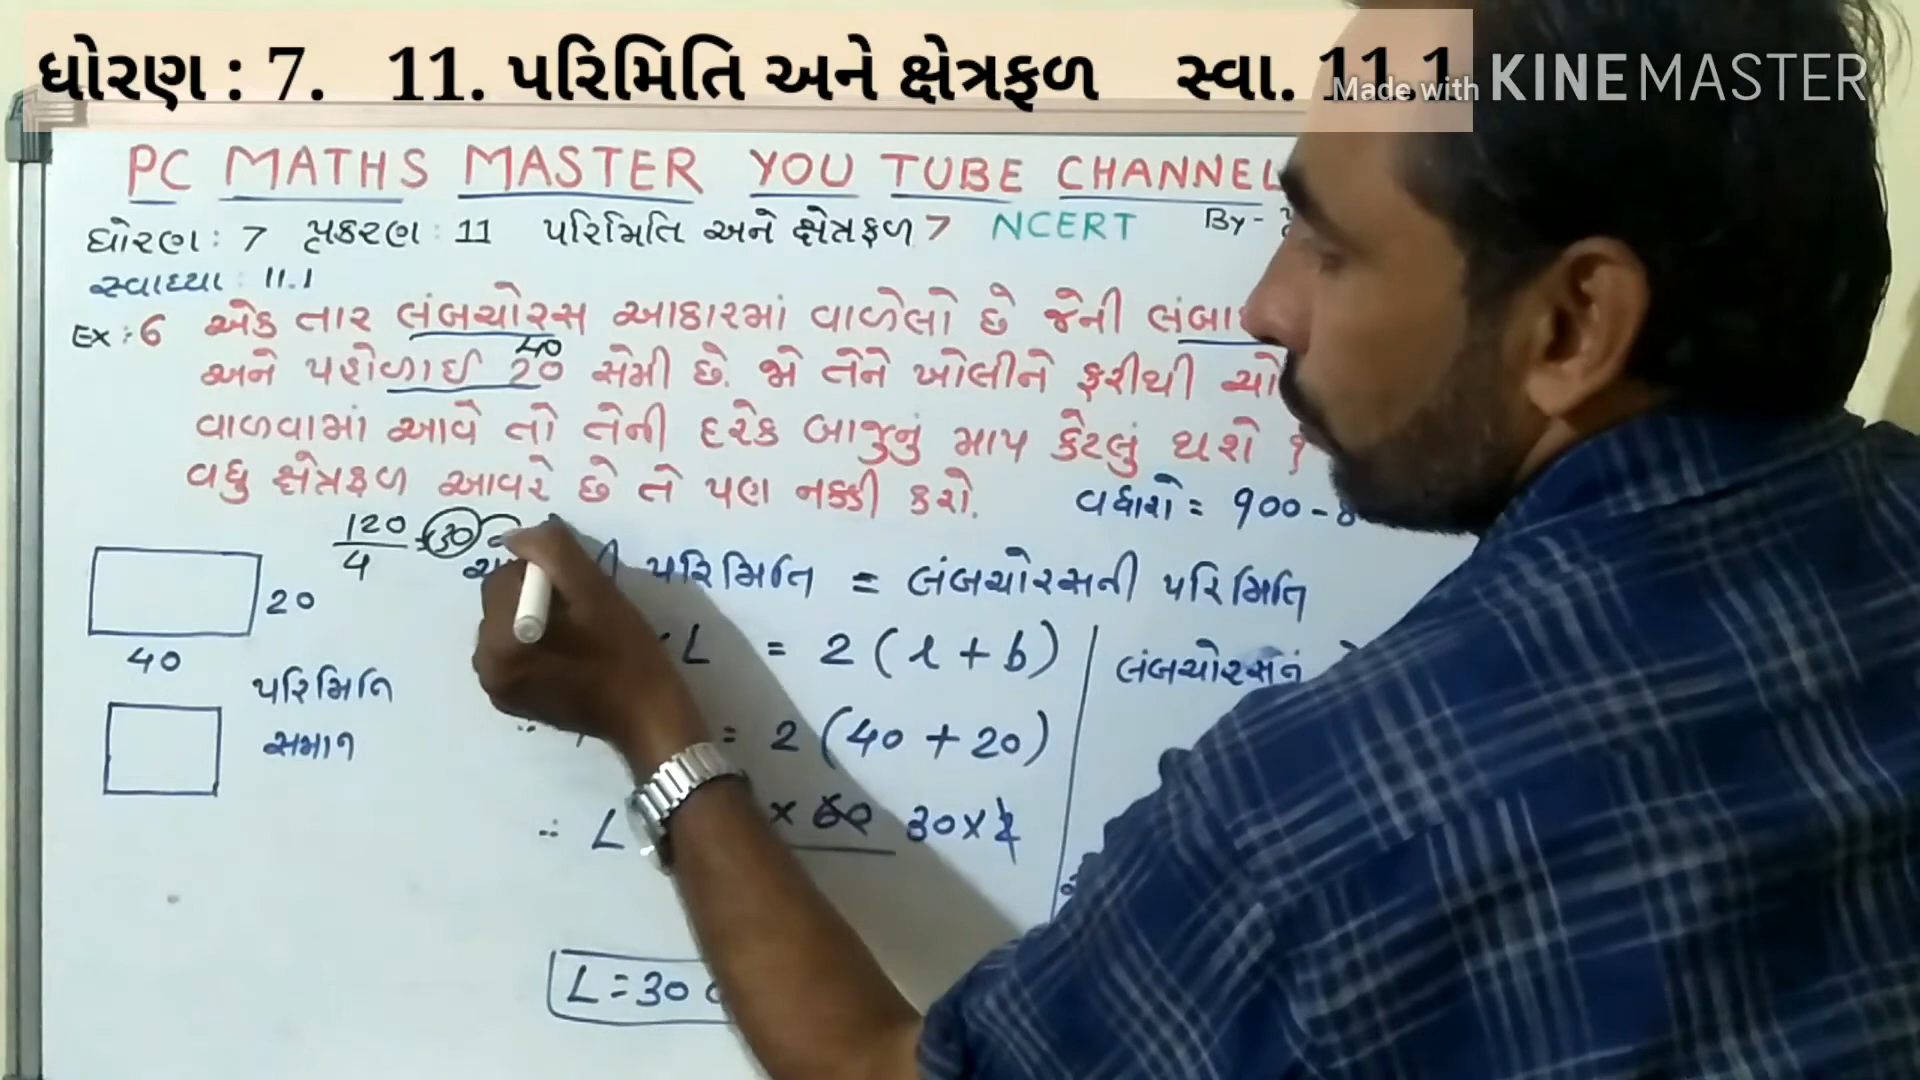 ધોરણ : 7. 11. પરિમિતિ અને ક્ષેત્રફળ સ્વા. 11.1
Made with KINEMASTER
PC MATHS MASTER YOU TUBE CHANNEL
ધોરણ : 7 પ્રકરણ : 11 પરિમિતિ અને ક્ષેત્રફળ 7 NCERT By -
સ્વાધ્યા : 11.1
Ex : 6 એક તાર લંબચોરસ આકારમાં વાળેલો છે જેની
40
અને પહોળાઈ 20 સેમી છે. જો તેને ખોલીને ફરીથી
વાળવામાં આવે તો તેની દરેક બાજુનું માપ કેટલું થશે ?
વધુ ક્ષેત્રફળ આવરે છે તે પણ નક્કી કરો.
વધારો = 900 -
120
4
= 30
પરિમિતિ = લંબચોરસની પરિમિતિ
20
40
L = 2 ( l + b )
લંબચોરસનું
પરિમિતિ
સમાન
= 2 ( 40 + 20 )
∴ L × 60 30 × 2
L = 30